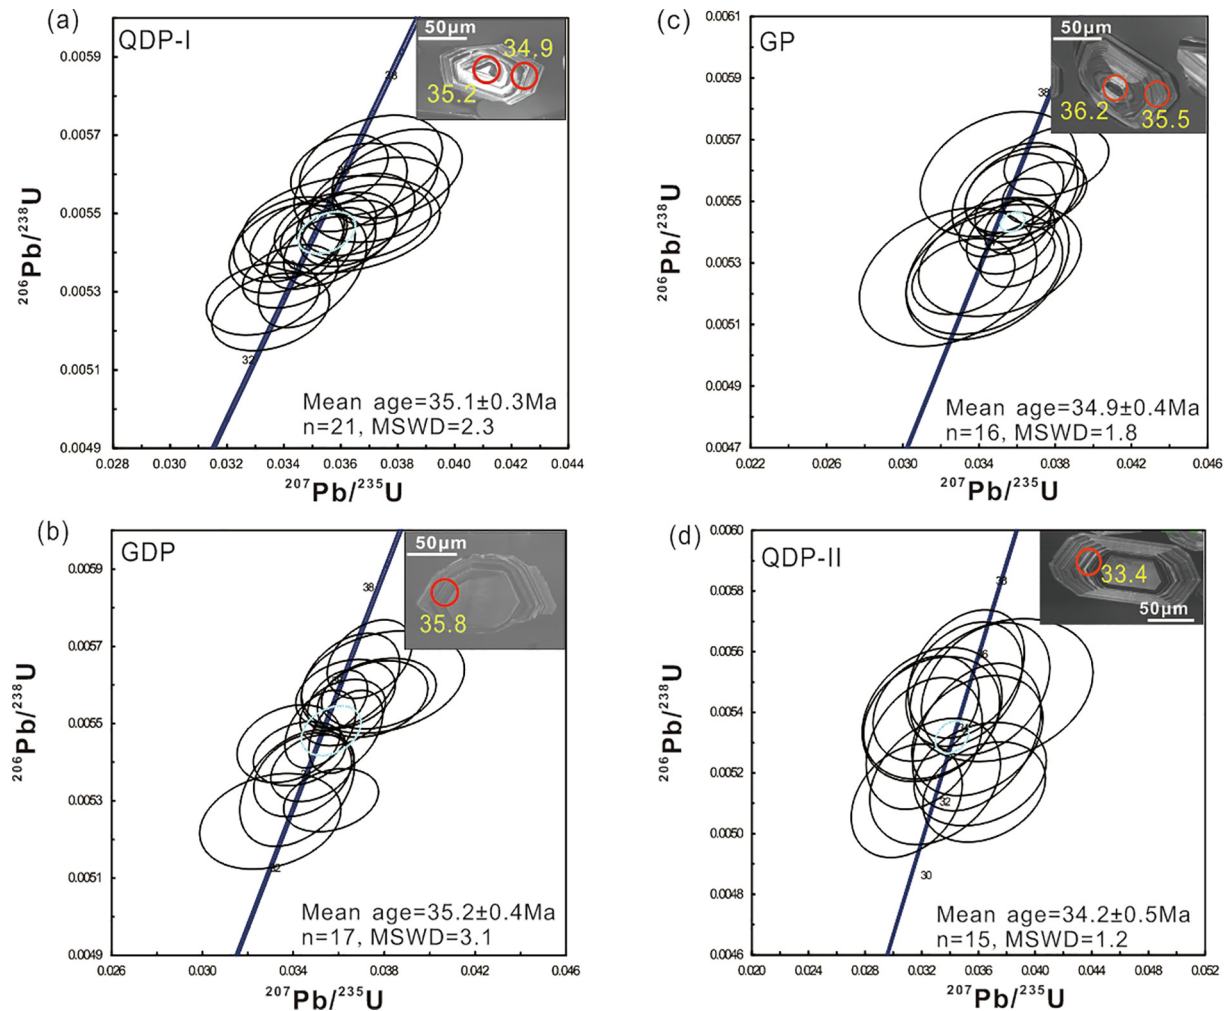 (a)
QDP-I
50μm
34.9
35.2
38
36
32
0.0059
0.0057
0.0055
0.0053
0.0051
0.0049
206Pb/238U
Mean age=35.1±0.3Ma
n=21, MSWD=2.3
0.028 0.030 0.032 0.034 0.036 0.038 0.040 0.042 0.044
207Pb/235U
(c)
GP
50μm
36.2
35.5
38
0.0061
0.0059
0.0057
0.0055
0.0053
0.0051
0.0049
0.0047
206Pb/238U
Mean age=34.9±0.4Ma
n=16, MSWD=1.8
0.022 0.026 0.030 0.034 0.038 0.042 0.046
207Pb/235U
(b)
GDP
50μm
35.8
38
32
0.0059
0.0057
0.0055
0.0053
0.0051
0.0049
206Pb/238U
Mean age=35.2±0.4Ma
n=17, MSWD=3.1
0.026 0.030 0.034 0.038 0.042 0.046
207Pb/235U
(d)
QDP-II
33.4
50μm
38
36
32
30
0.0060
0.0058
0.0056
0.0054
0.0052
0.0050
0.0048
0.0046
206Pb/238U
Mean age=34.2±0.5Ma
n=15, MSWD=1.2
0.020 0.024 0.028 0.032 0.036 0.040 0.044 0.048 0.052
207Pb/235U